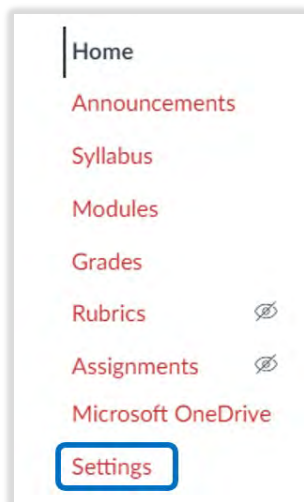 Home
Announcements
Syllabus
Modules
Grades
Rubrics
Assignments
Microsoft OneDrive
Settings